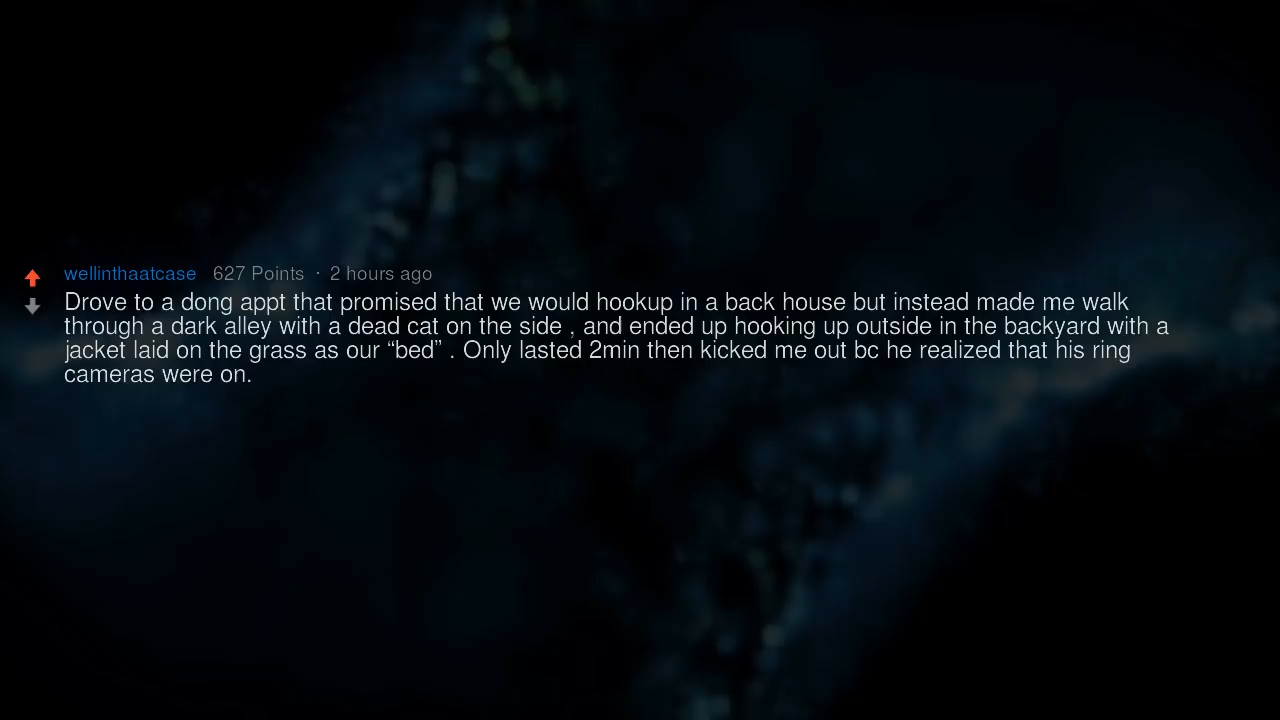 wellinthaatcase 627 Points · 2 hours ago
Drove to a dong appt that promised that we would hookup in a back house but instead made me walk
through a dark alley with a dead cat on the side , and ended up hooking up outside in the backyard with a
jacket laid on the grass as our “bed” . Only lasted 2min then kicked me out bc he realized that his ring
cameras were on.